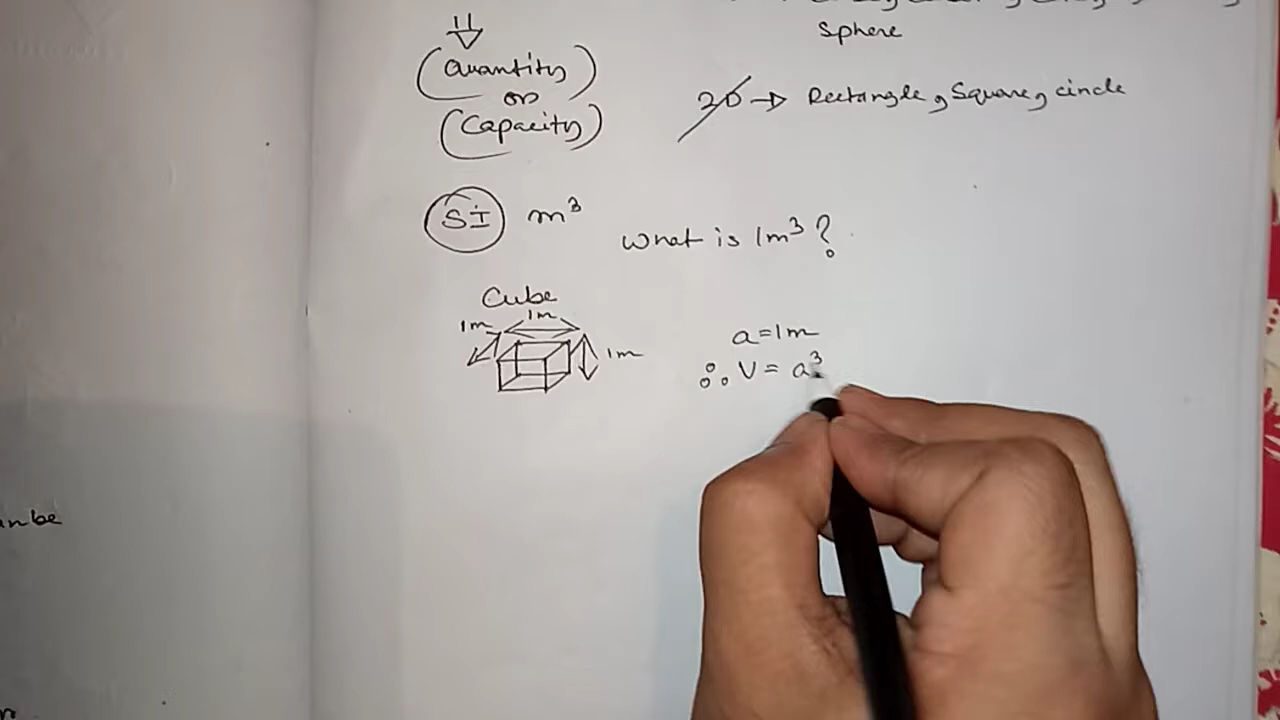 Sphere
(Quantity)
or
(Capacity)
2D → Rectangle, Square, circle
SI m³ What is 1m³?
Cube
1m
1m
1m
a=1m
∴ V = a³